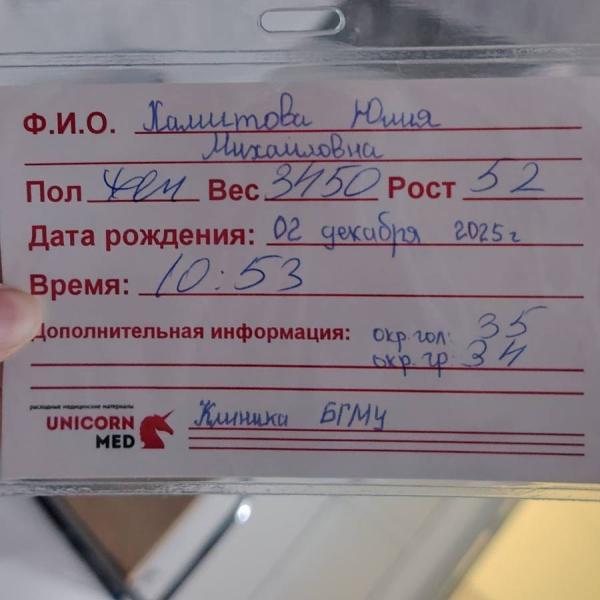 Ф.И.О. Хамитова Юлия
Михайловна
Пол жен Вес 3450 Рост 52
Дата рождения: 02 декабря 2025 г
Время: 10:53
Дополнительная информация: окр. гол: 35
окр. гр. 34
расходные медицинские материалы
UNICORN
MED
Клиника БГМУ